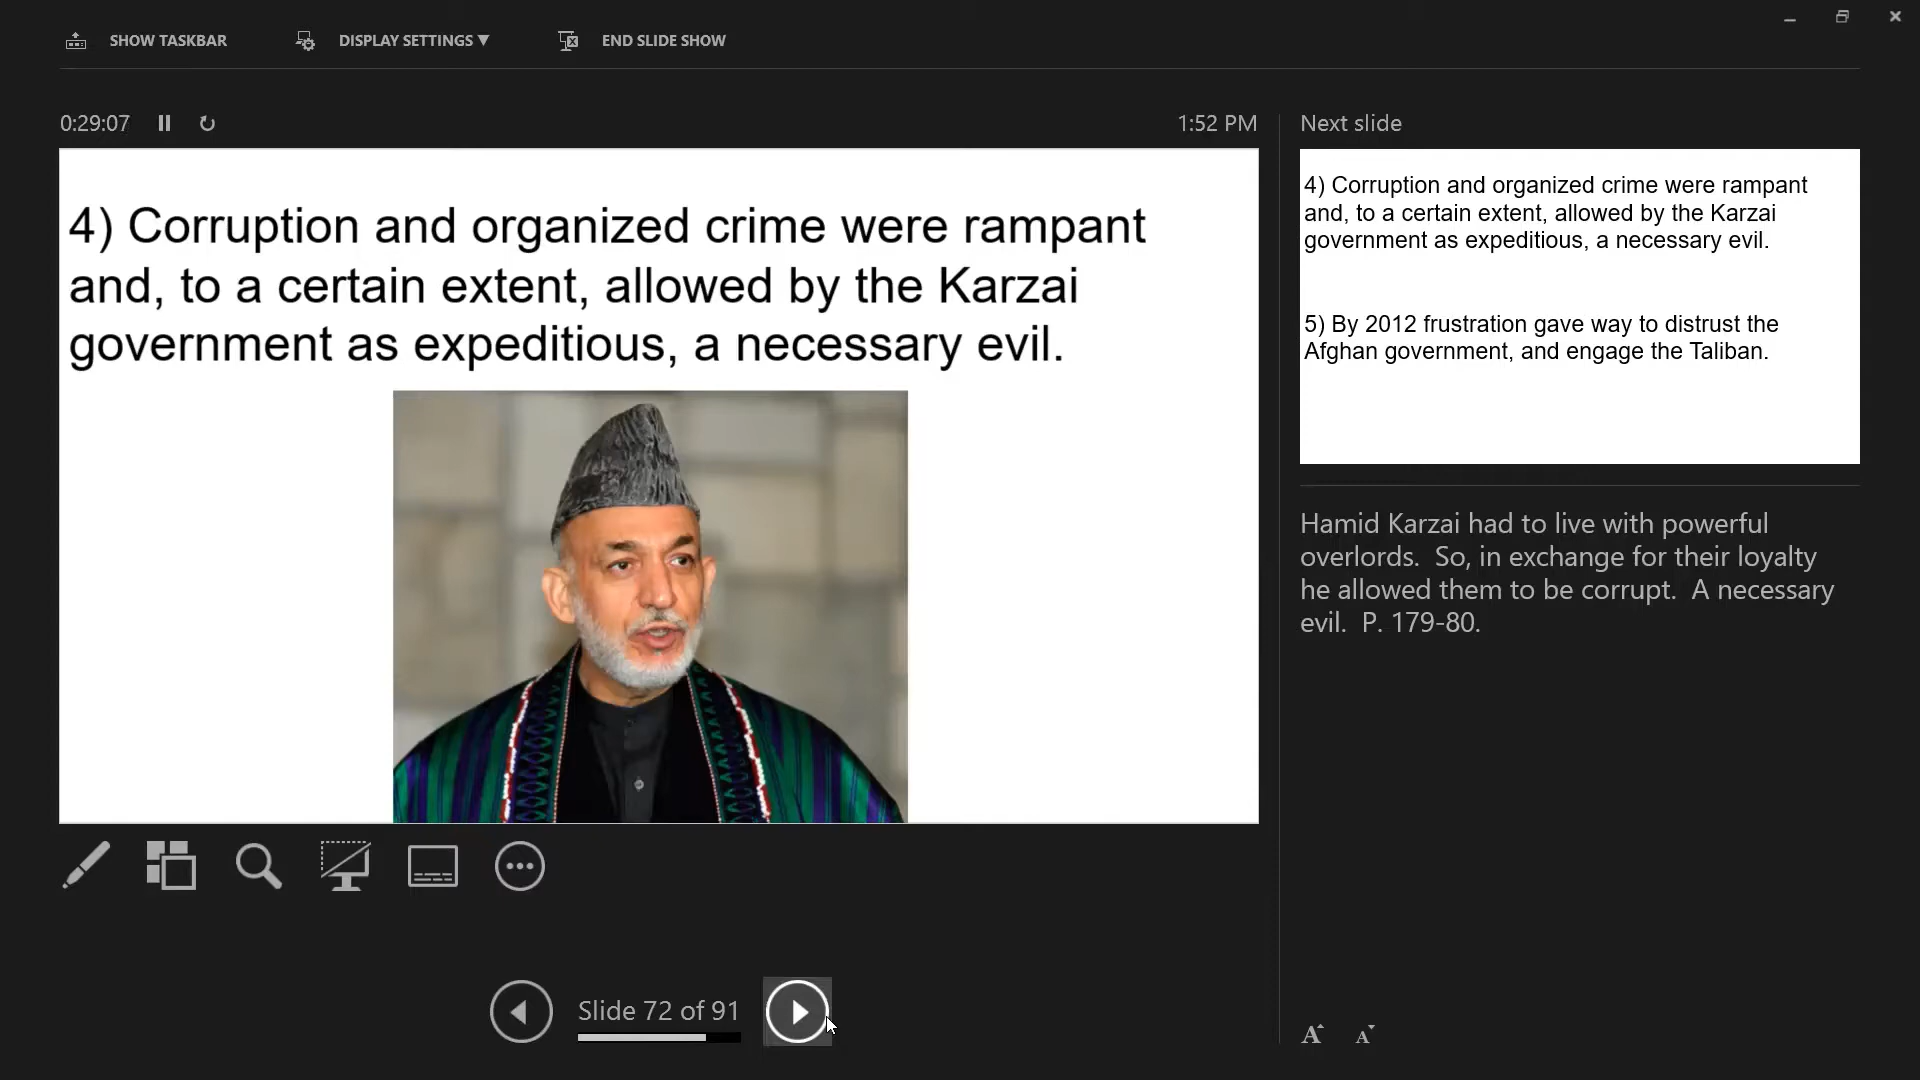 SHOW TASKBAR
DISPLAY SETTINGS ▼
END SLIDE SHOW
0:29:07
1:52 PM
4) Corruption and organized crime were rampant
and, to a certain extent, allowed by the Karzai
government as expeditious, a necessary evil.
Slide 72 of 91
Next slide
4) Corruption and organized crime were rampant
and, to a certain extent, allowed by the Karzai
government as expeditious, a necessary evil.
5) By 2012 frustration gave way to distrust the
Afghan government, and engage the Taliban.
Hamid Karzai had to live with powerful
overlords.  So, in exchange for their loyalty
he allowed them to be corrupt.  A necessary
evil.  P. 179-80.
A A